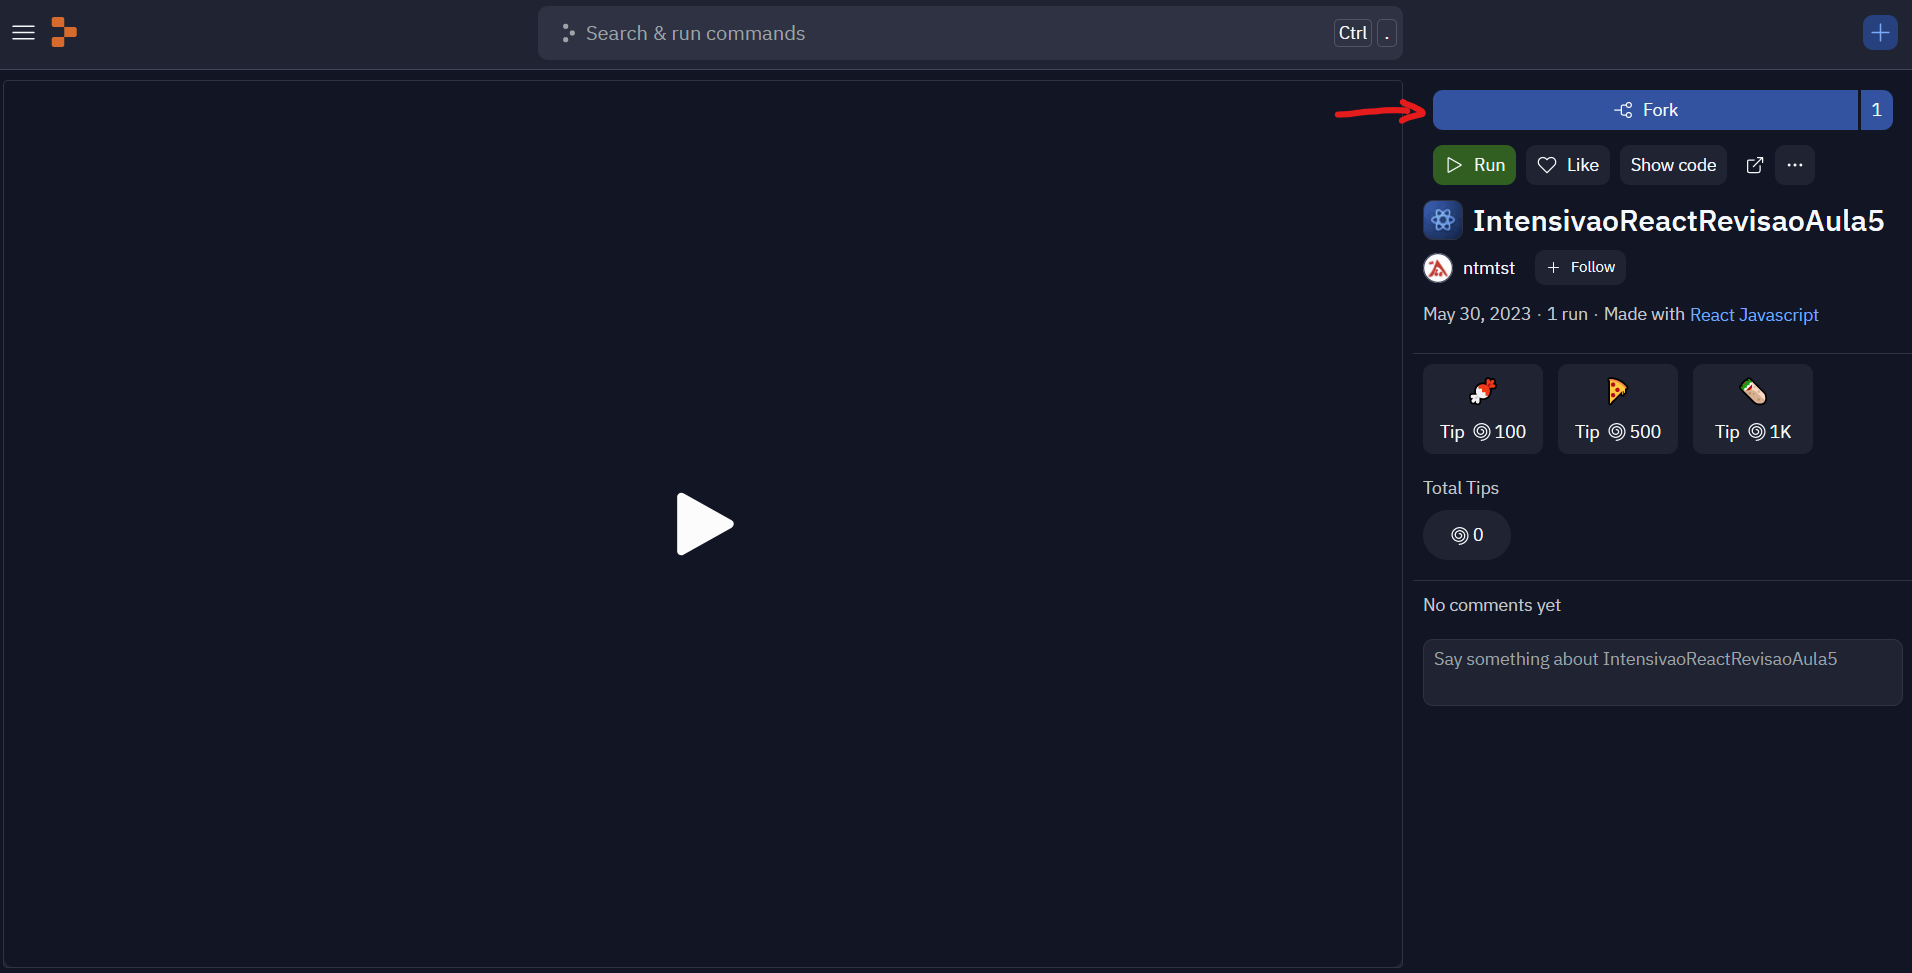 Search & run commands Ctrl .
Fork 1
Run Like Show code
IntensivaoReactRevisaoAula5
ntmtst Follow
May 30, 2023 · 1 run · Made with React Javascript
Tip 100 Tip 500 Tip 1K
Total Tips
0
No comments yet
Say something about IntensivaoReactRevisaoAula5